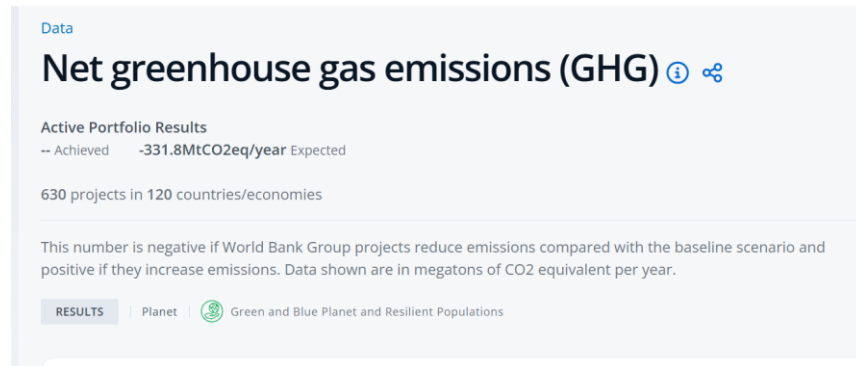 Data
Net greenhouse gas emissions (GHG)
Active Portfolio Results
-- Achieved -331.8MtCO2eq/year Expected
630 projects in 120 countries/economies
This number is negative if World Bank Group projects reduce emissions compared with the baseline scenario and
positive if they increase emissions. Data shown are in megatons of CO2 equivalent per year.
RESULTS Planet Green and Blue Planet and Resilient Populations